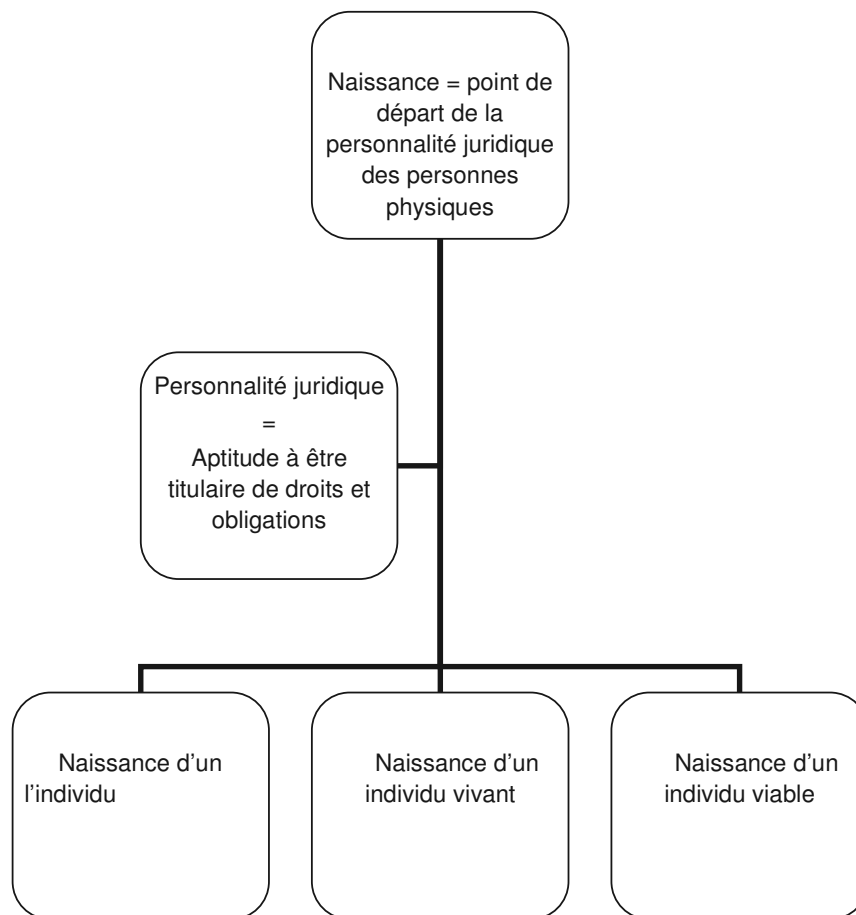 Naissance = point de
départ de la
personnalité juridique
des personnes
physiques
Personnalité juridique
=
Aptitude à être
titulaire de droits et
obligations
Naissance d’un
l’individu
Naissance d’un
individu vivant
Naissance d’un
individu viable